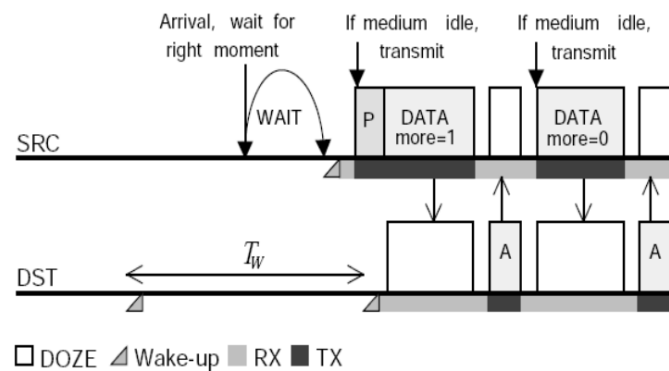 Arrival, wait for
right moment
If medium idle,
transmit
If medium idle,
transmit
WAIT
P
DATA
more=1
DATA
more=0
SRC
A
A
T_W
DST
DOZE Wake-up RX TX